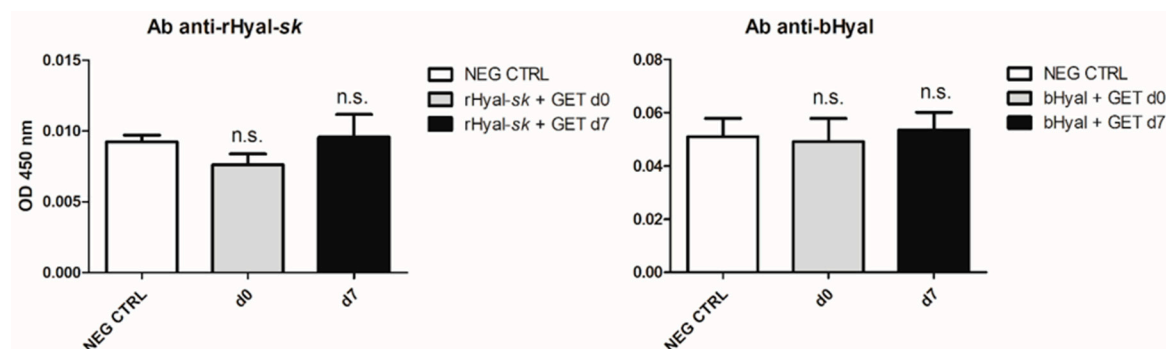 Ab anti-rHyal-sk
OD 450 nm
0.015
0.010
0.005
0.000
n.s.
n.s.
NEG CTRL
d0
d7
NEG CTRL
rHyal-sk + GET d0
rHyal-sk + GET d7
Ab anti-bHyal
0.08
0.06
0.04
0.02
0.00
n.s.
n.s.
NEG CTRL
d0
d7
NEG CTRL
bHyal + GET d0
bHyal + GET d7